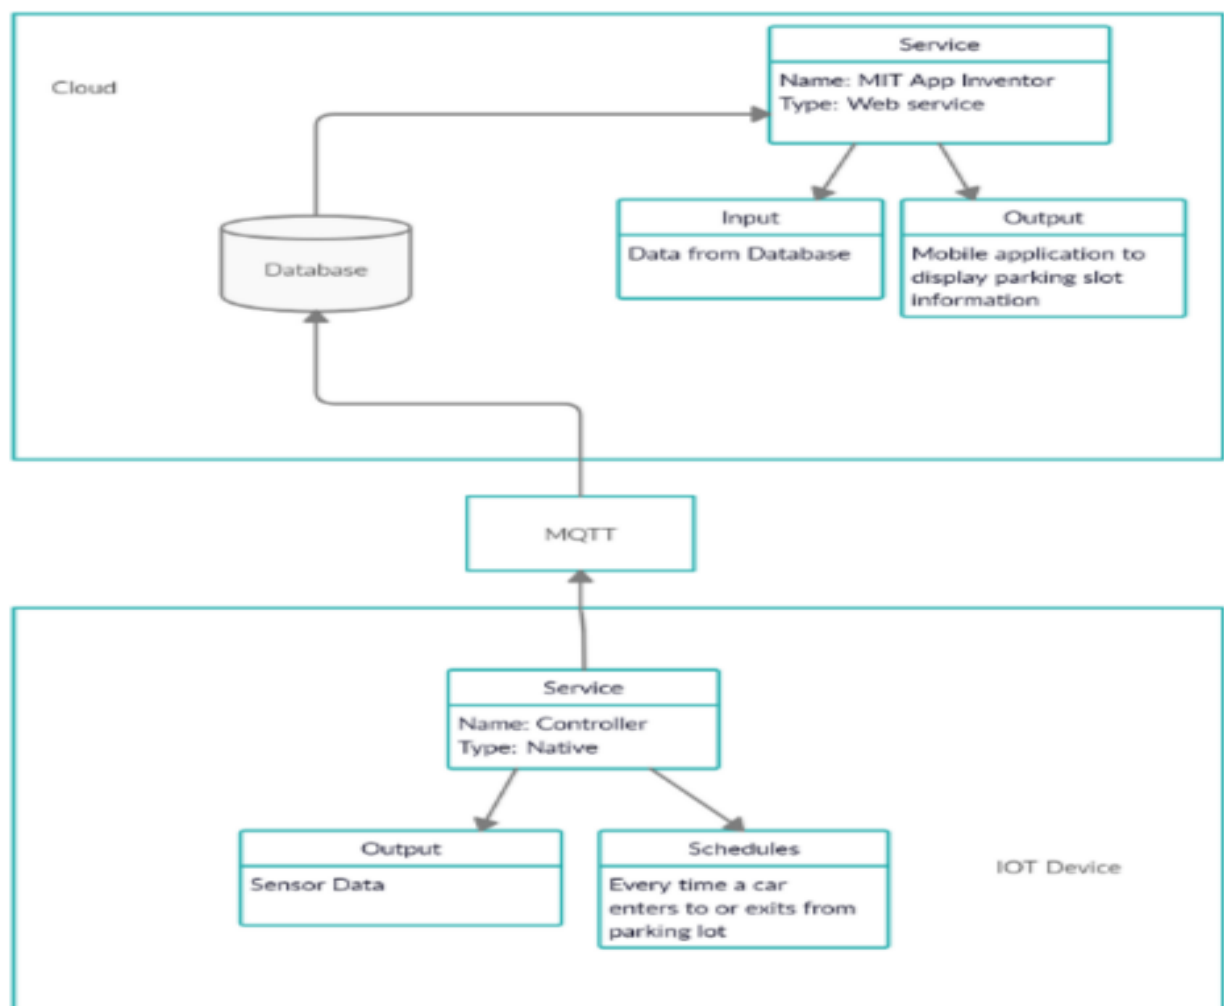 Cloud
Service
Name: MIT App Inventor
Type: Web service
Input
Data from Database
Output
Mobile application to
display parking slot
information
Database
MQTT
Service
Name: Controller
Type: Native
Output
Sensor Data
Schedules
Every time a car
enters to or exits from
parking lot
IOT Device